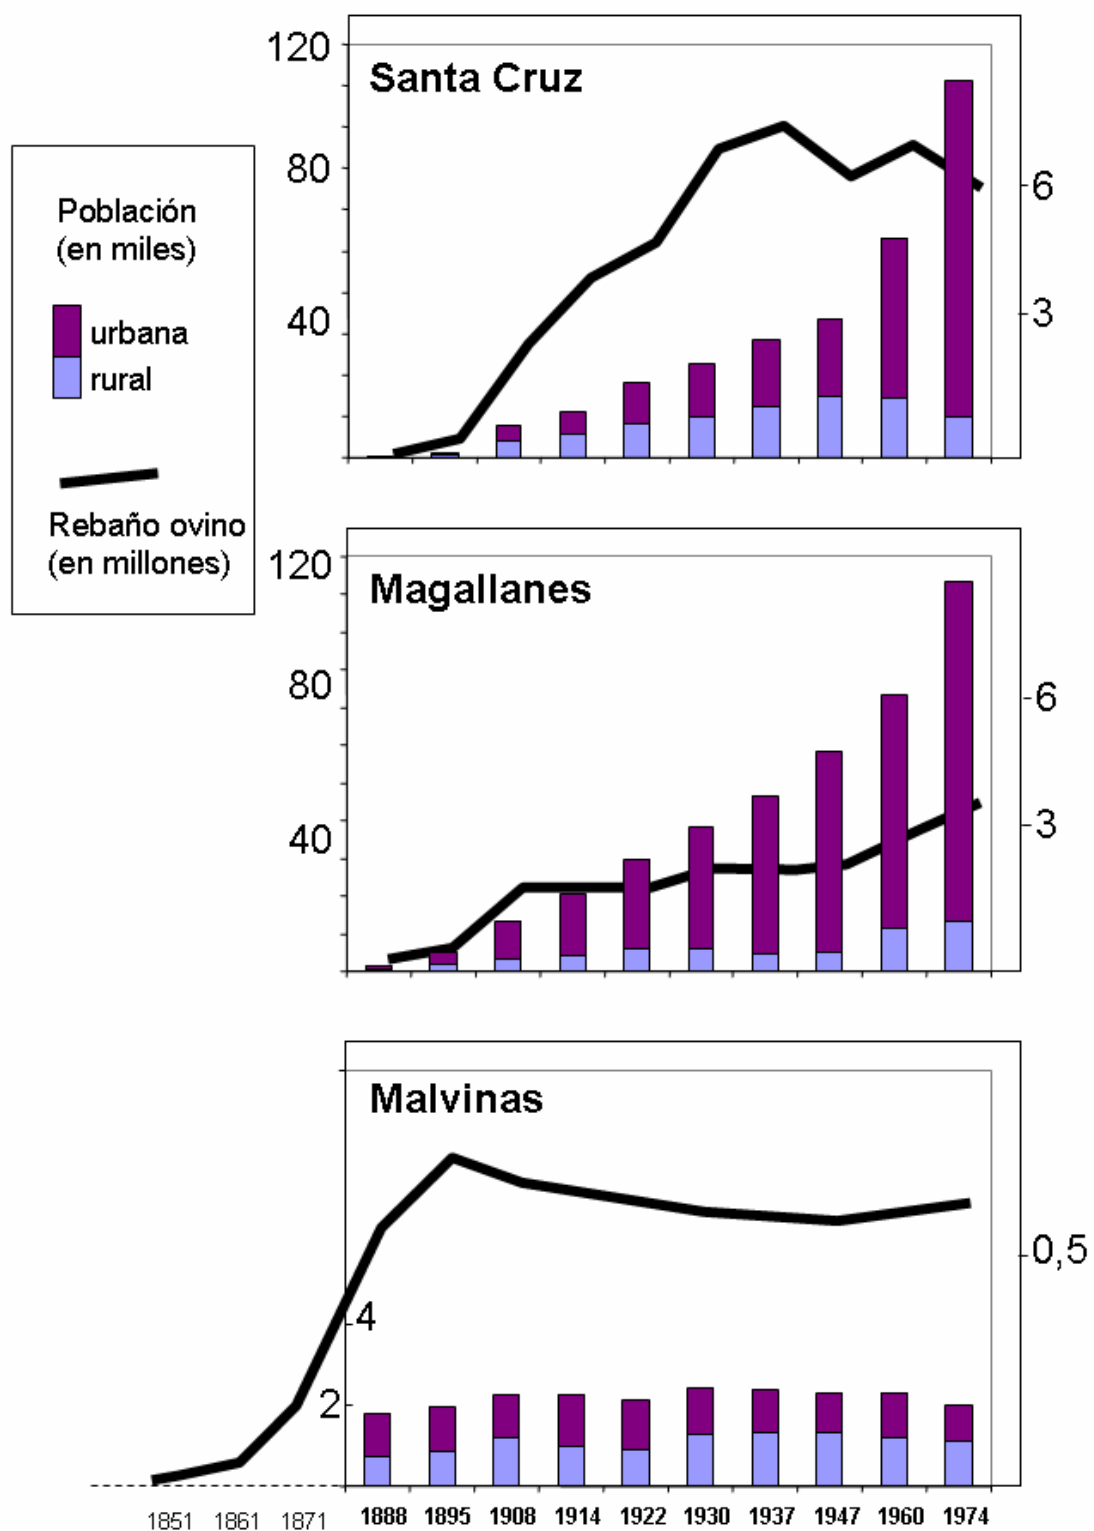 Población
(en miles)
urbana
rural
Rebaño ovino
(en millones)
Santa Cruz
120
80
40
6
3
Magallanes
120
80
40
6
3
Malvinas
4
2
0,5
1851 1861 1871 1888 1895 1908 1914 1922 1930 1937 1947 1960 1974